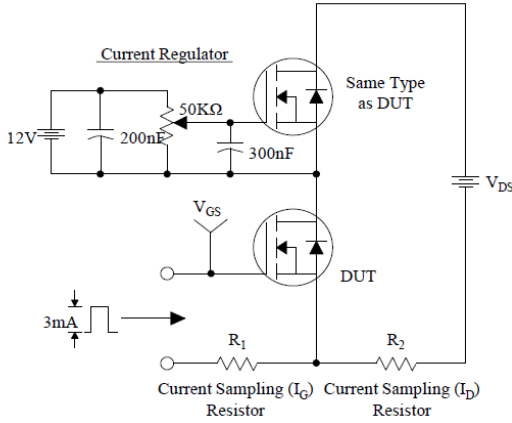 Current Regulator
Same Type
as DUT
50KΩ
12V
200nF
300nF
V_DS
V_GS
DUT
3mA
R_1
R_2
Current Sampling (I_G)
Resistor
Current Sampling (I_D)
Resistor